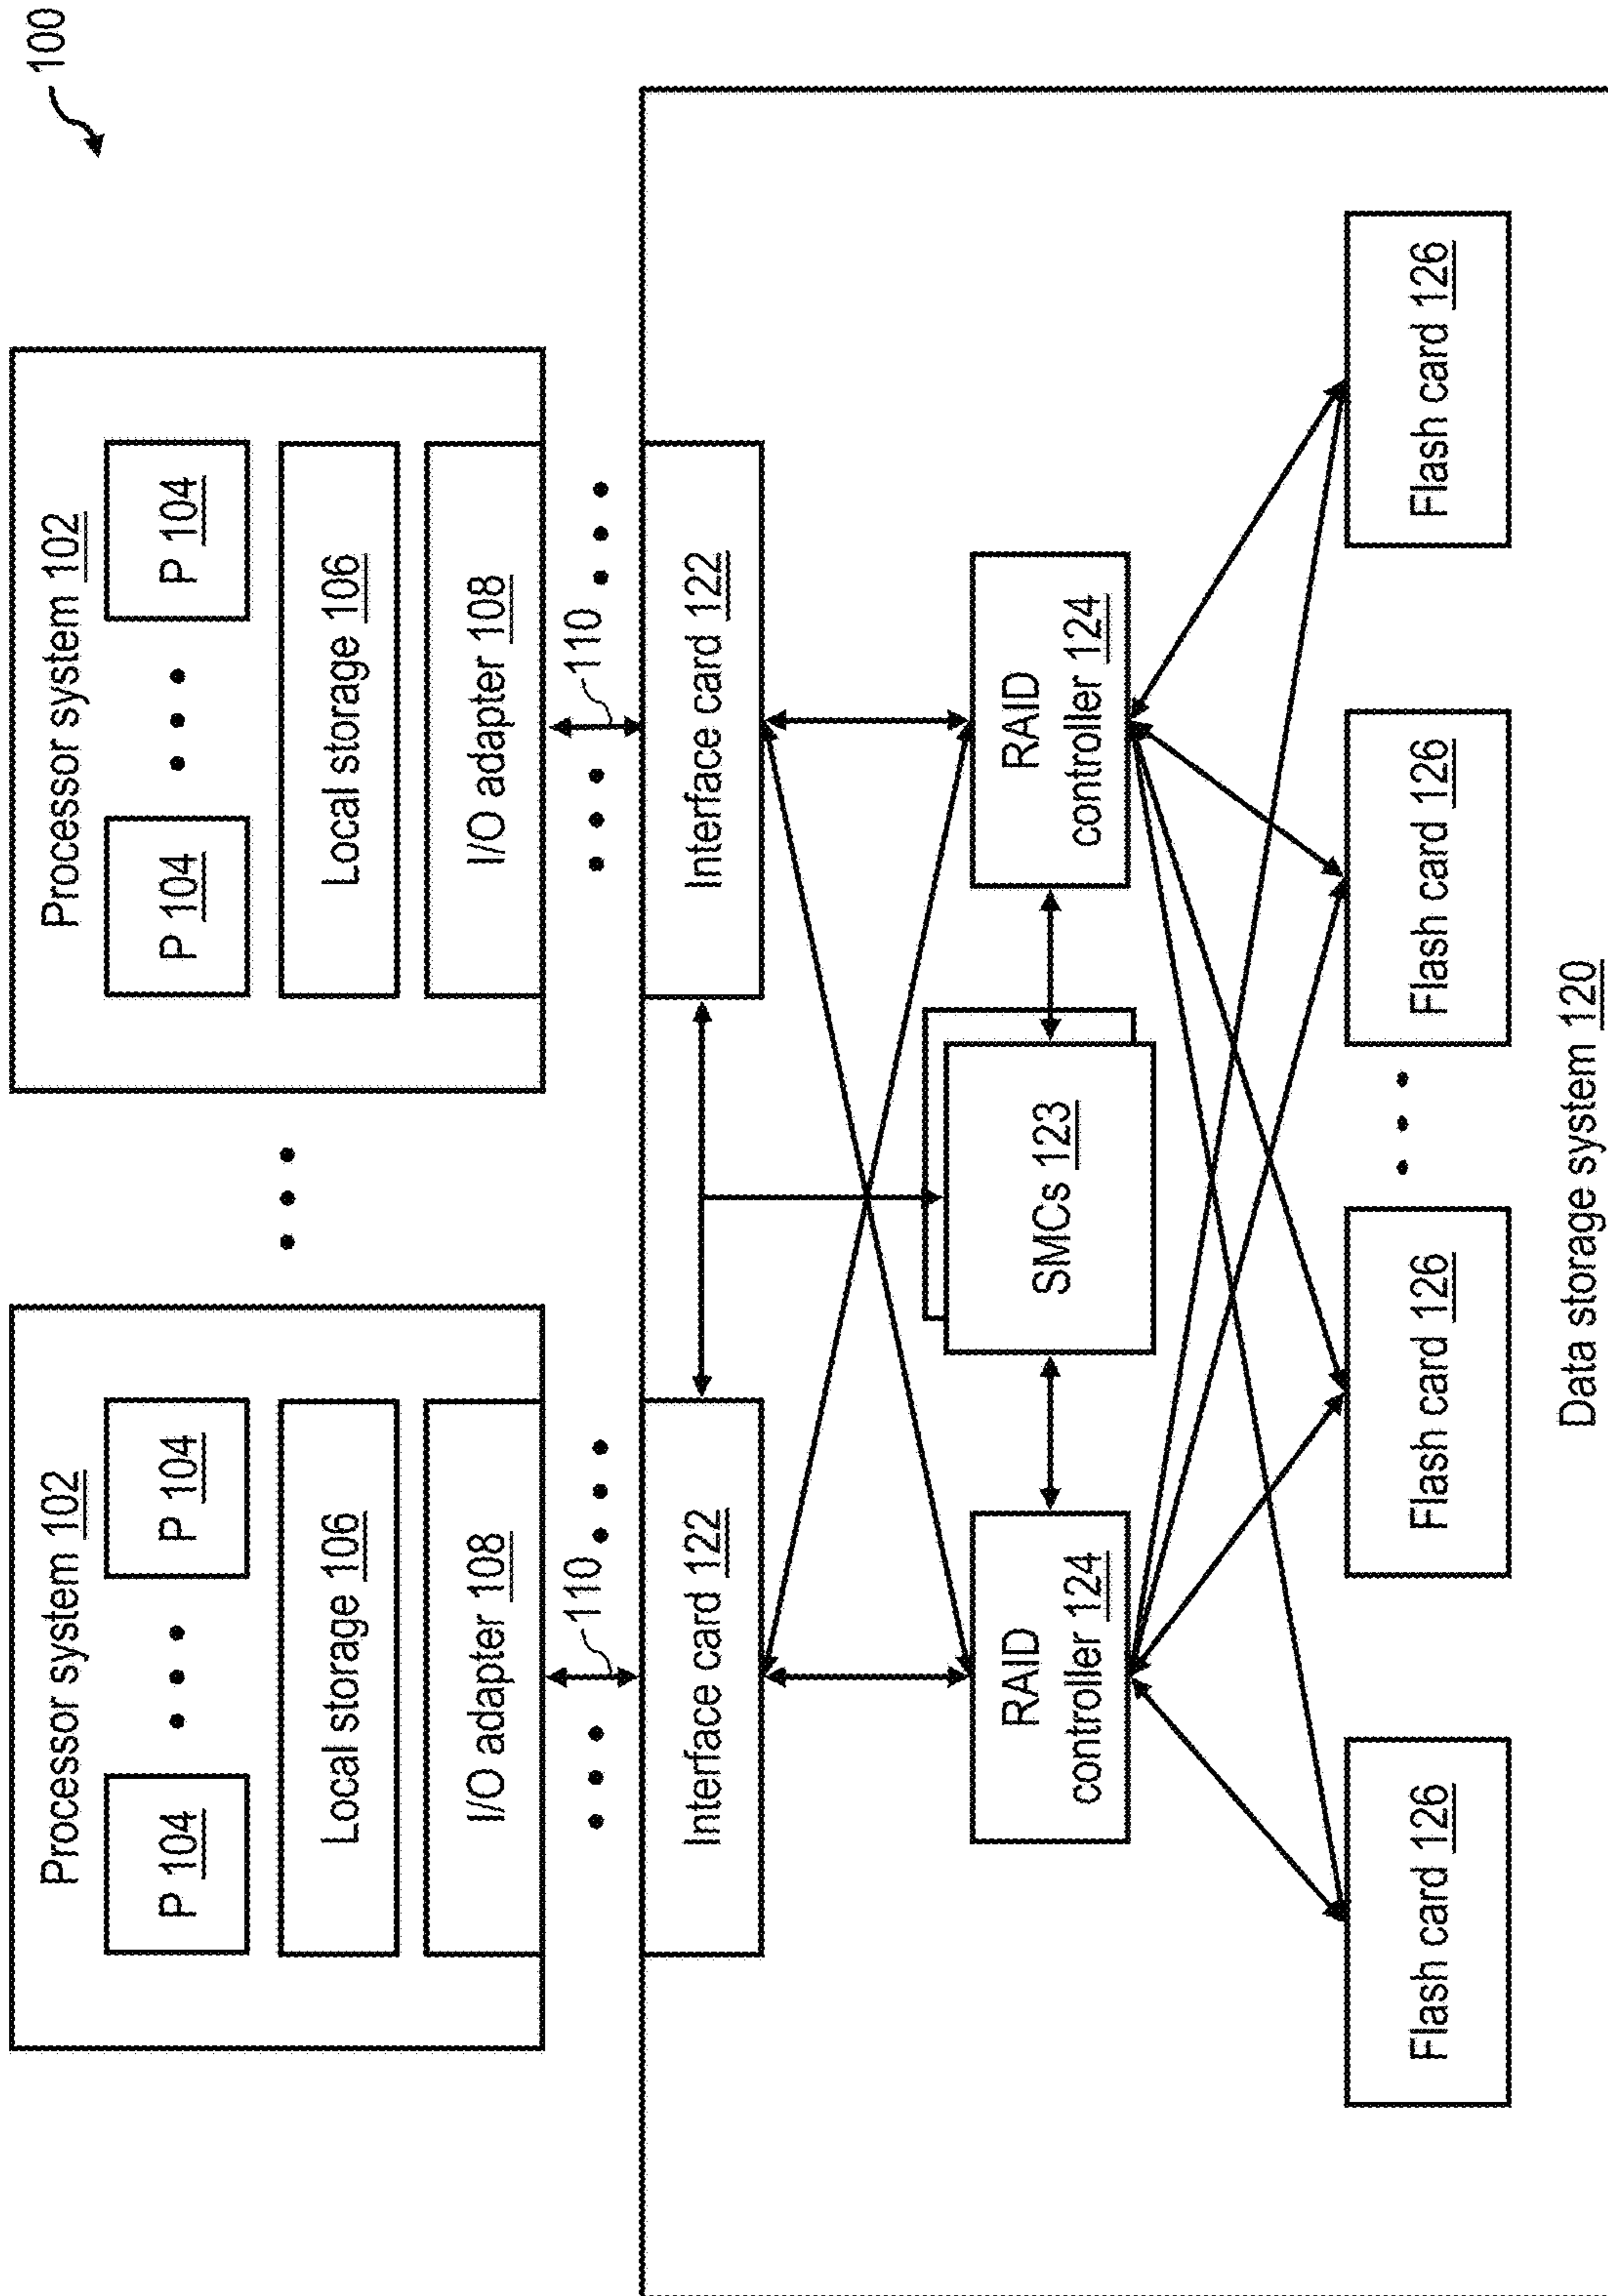 100
Processor system 102
P 104
P 104
Local storage 106
I/O adapter 108
110
Processor system 102
P 104
P 104
Local storage 106
I/O adapter 108
110
Interface card 122
Interface card 122
RAID
controller 124
SMCs 123
RAID
controller 124
Flash card 126
Flash card 126
Flash card 126
Flash card 126
Data storage system 120